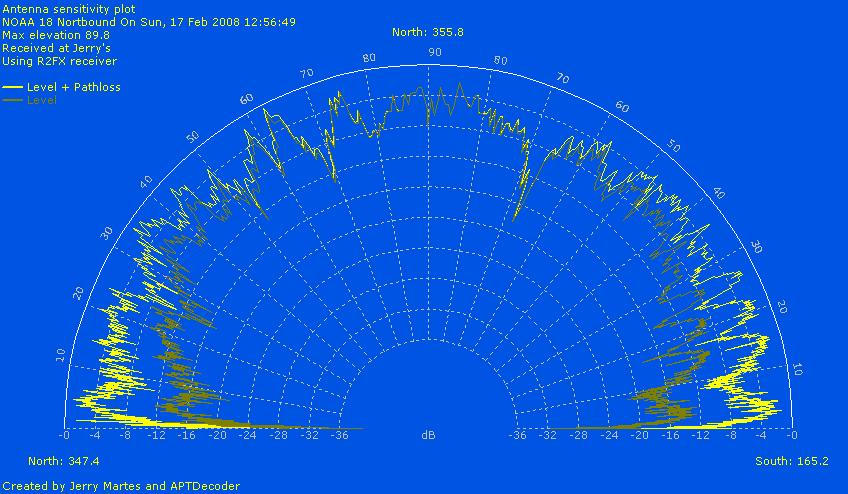 Antenna sensitivity plot
NOAA 18 Nortbound On Sun, 17 Feb 2008 12:56:49
Max elevation 89.8
Received at Jerry's
Using R2FX receiver
Level + Pathloss
Level
North: 355.8
10 20 30 40 50 60 70 80 90 80 70 60 50 40 30 20 10
-0 -4 -8 -12 -16 -20 -24 -28 -32 -36 dB -36 -32 -28 -24 -20 -16 -12 -8 -4 -0
North: 347.4
South: 165.2
Created by Jerry Martes and APTDecoder